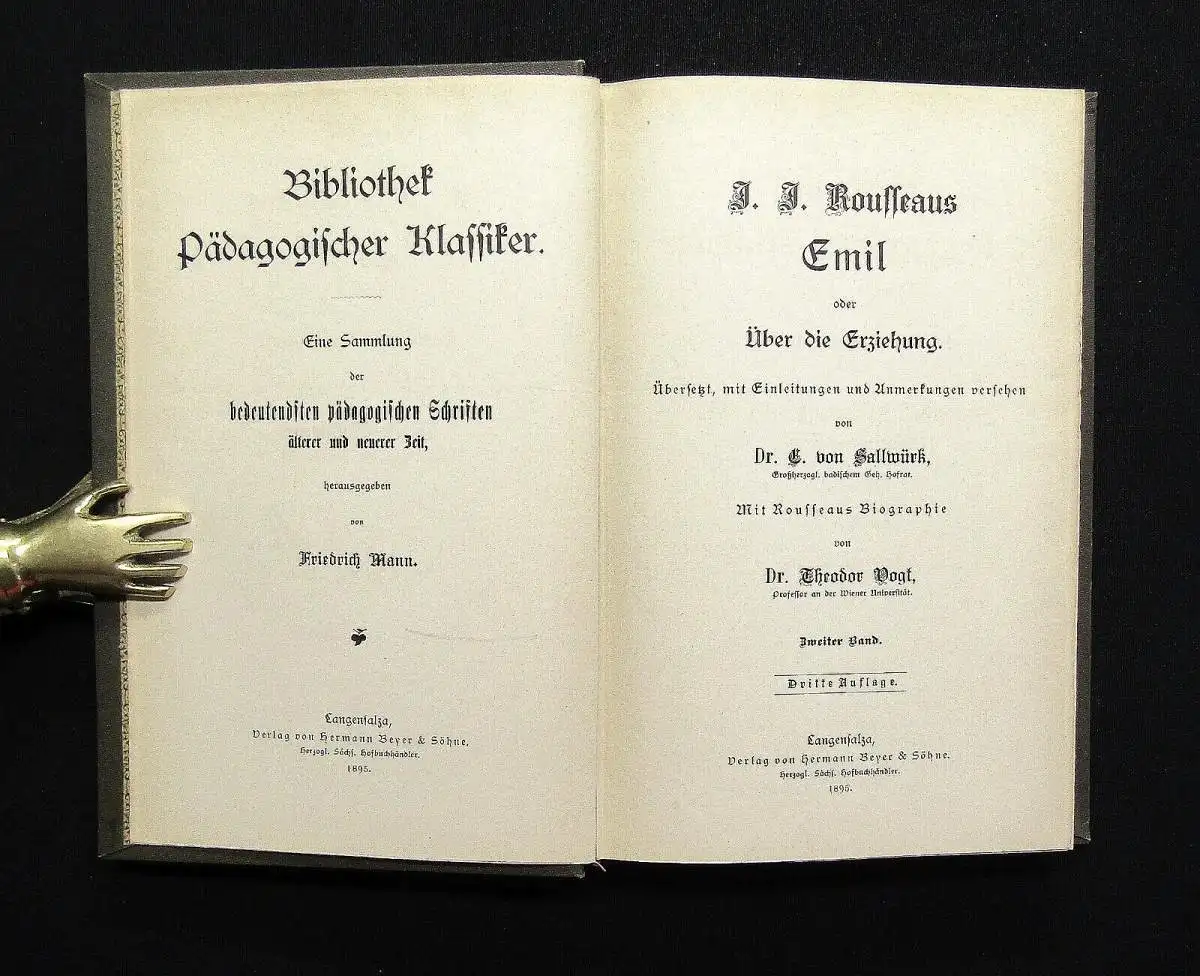 Bibliothek
Pädagogischer Klassiker.
Eine Sammlung
der
bedeutendsten pädagogischen Schriften
älterer und neuerer Zeit,
herausgegeben
von
Friedrich Mann.
Langensalza,
Verlag von Hermann Beyer & Söhne,
Herzogl. Sächs. Hofbuchhändler.
1895.
J. J. Rousseaus
Emil
oder
Über die Erziehung.
Übersetzt, mit Einleitungen und Anmerkungen versehen
von
Dr. E. von Sallwürk,
Großherzogl. badischem Geh. Hofrat.
Mit Rousseaus Biographie
von
Dr. Theodor Vogt,
Professor an der Wiener Universität.
Zweiter Band.
Dritte Auflage.
Langensalza,
Verlag von Hermann Beyer & Söhne.
Herzogl. Sächs. Hofbuchhändler.
1895.